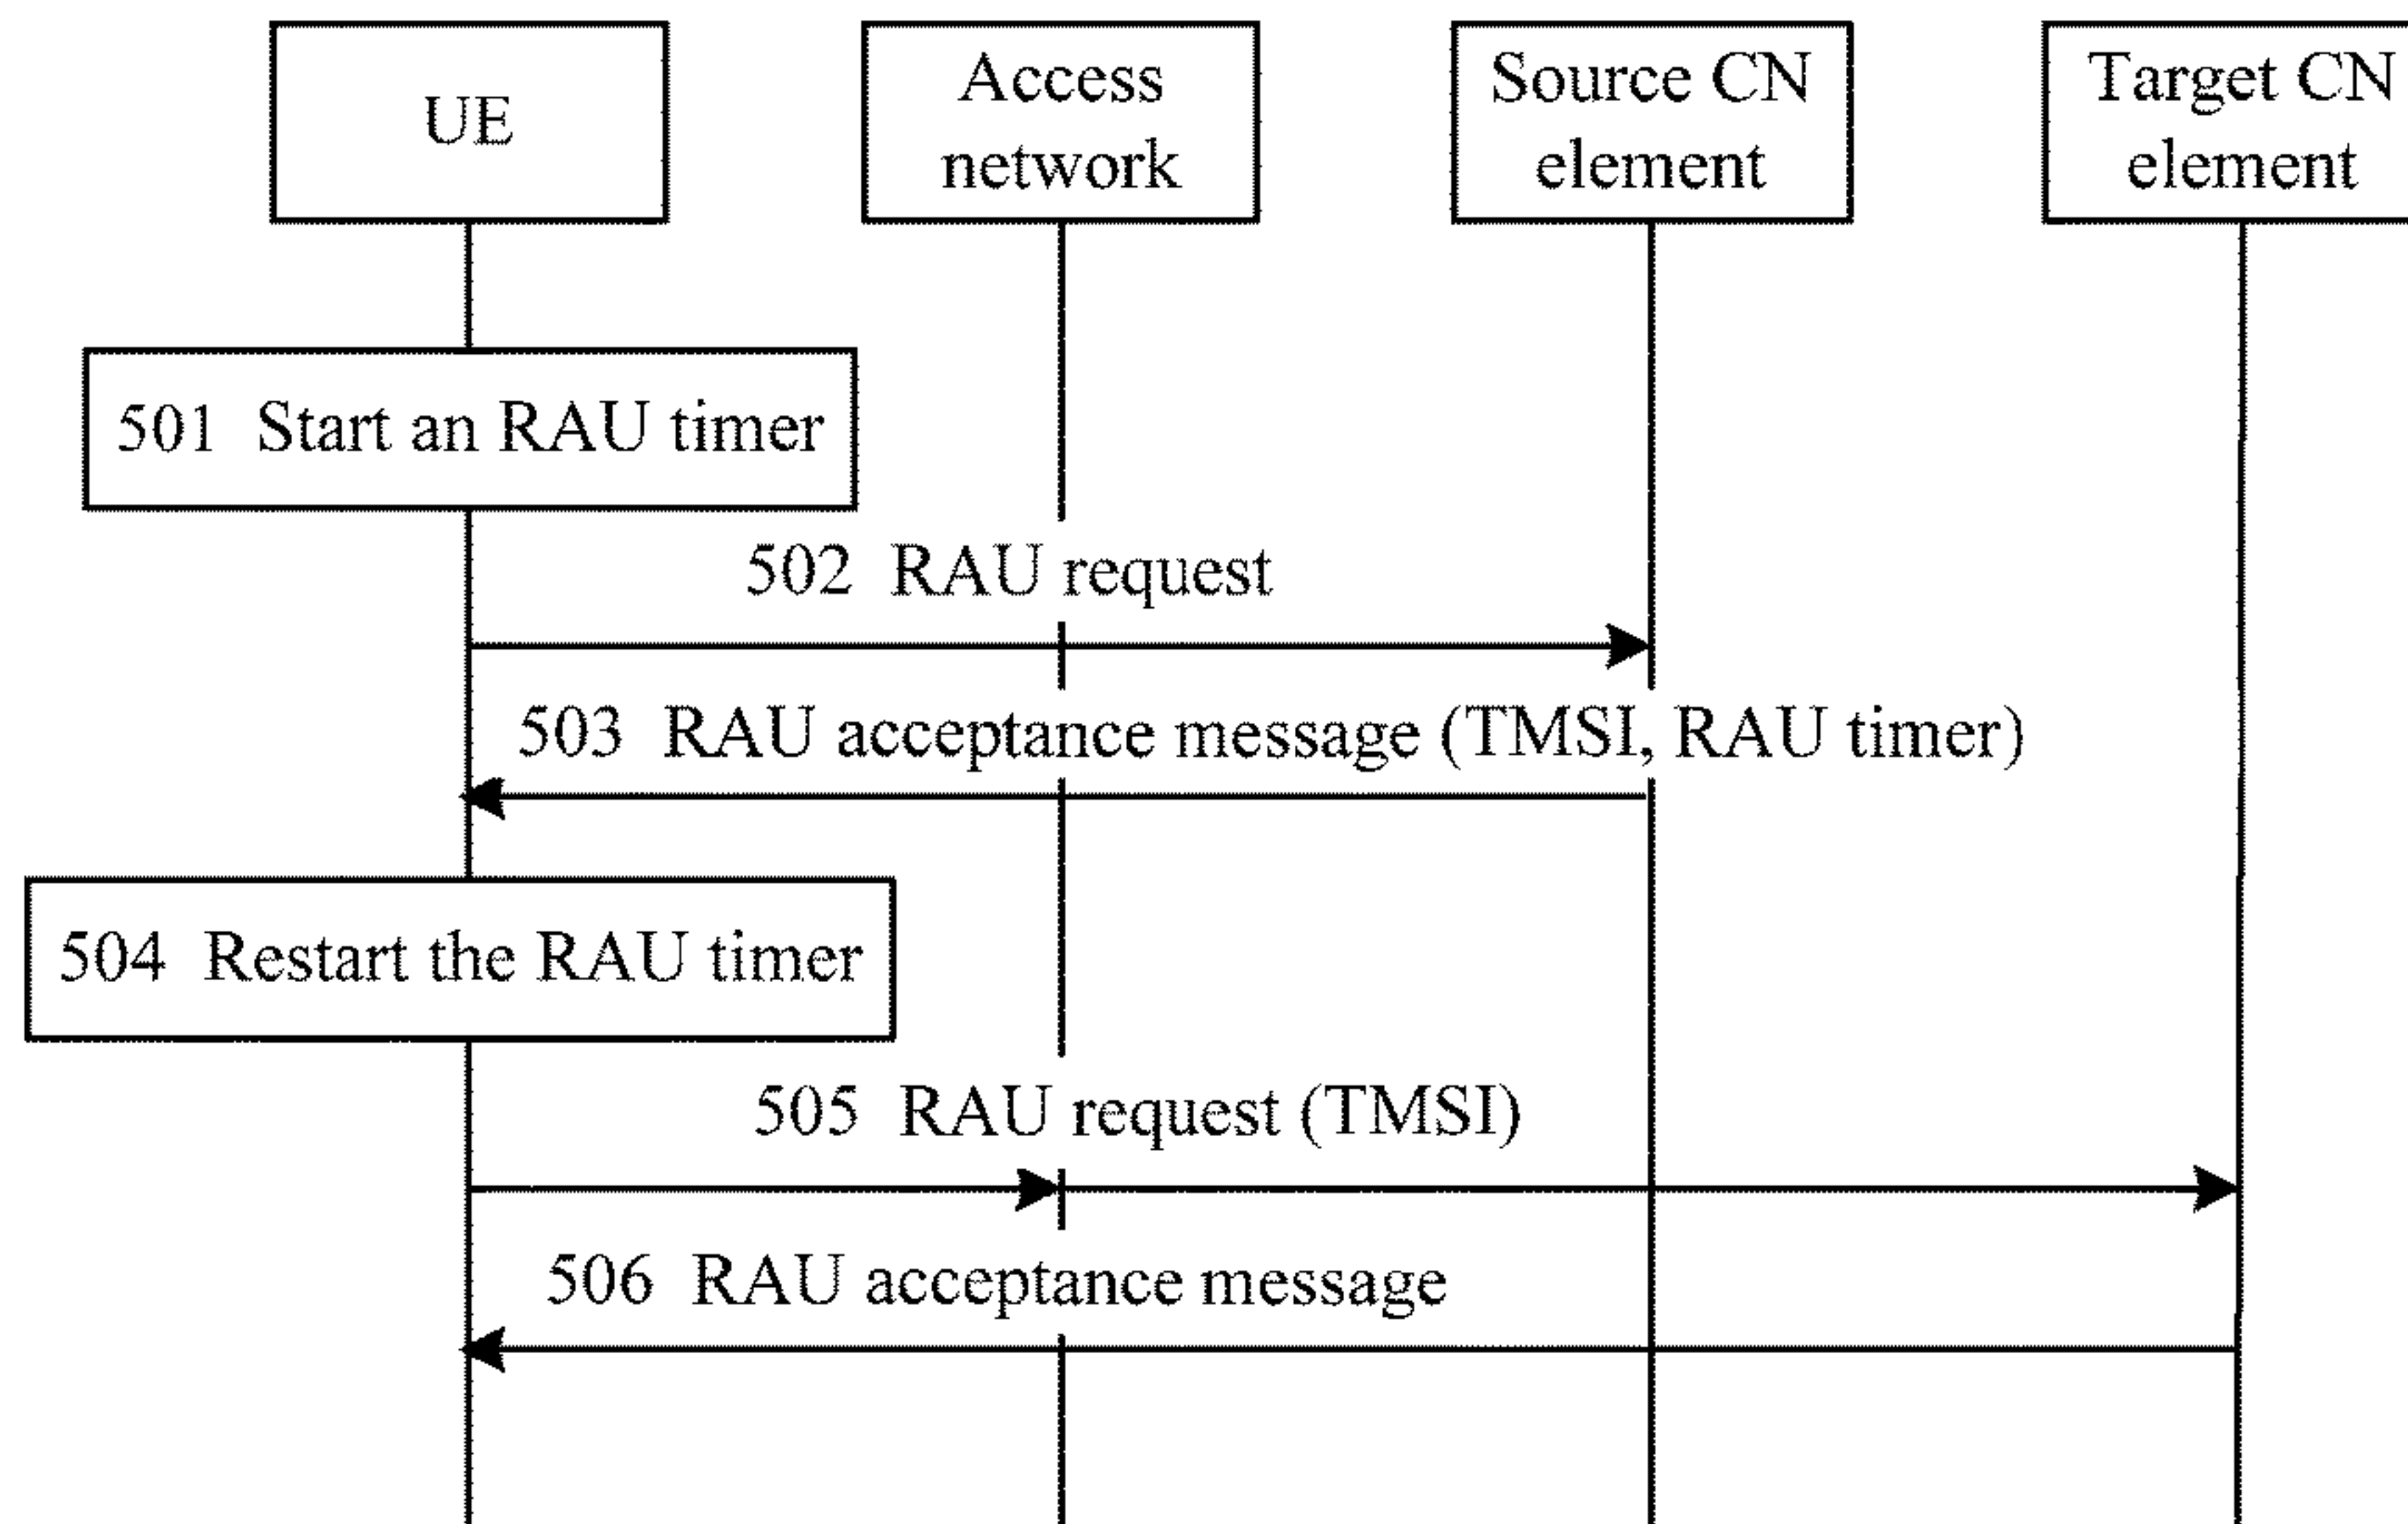 UE
Access
network
Source CN
element
Target CN
element
501 Start an RAU timer
502 RAU request
503 RAU acceptance message (TMSI, RAU timer)
504 Restart the RAU timer
505 RAU request (TMSI)
506 RAU acceptance message